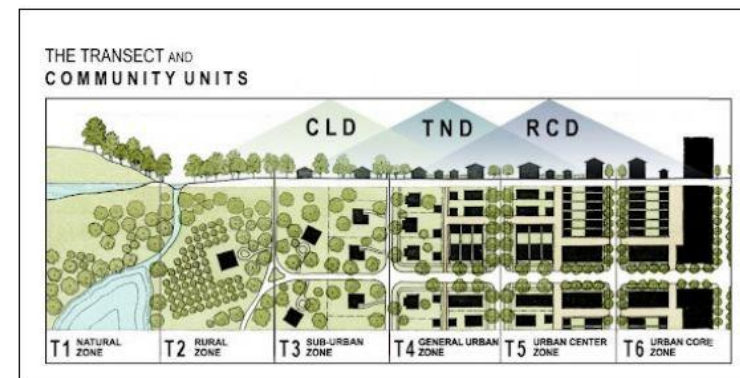 THE TRANSECT AND
COMMUNITY UNITS
CLD TND RCD
T1 NATURAL ZONE
T2 RURAL ZONE
T3 SUB-URBAN ZONE
T4 GENERAL URBAN ZONE
T5 URBAN CENTER ZONE
T6 URBAN CORE ZONE